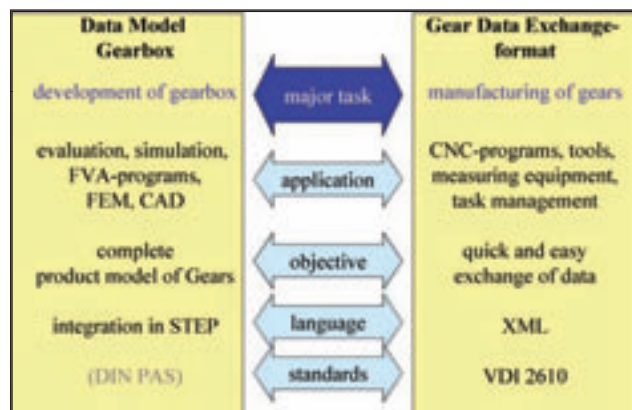 Data Model
Gearbox
Gear Data Exchange-
format
development of gearbox
major task
manufacturing of gears
evaluation, simulation,
FVA-programs,
FEM, CAD
application
CNC-programs, tools,
measuring equipment,
task management
complete
product model of Gears
objective
quick and easy
exchange of data
integration in STEP
language
XML
(DIN PAS)
standards
VDI 2610